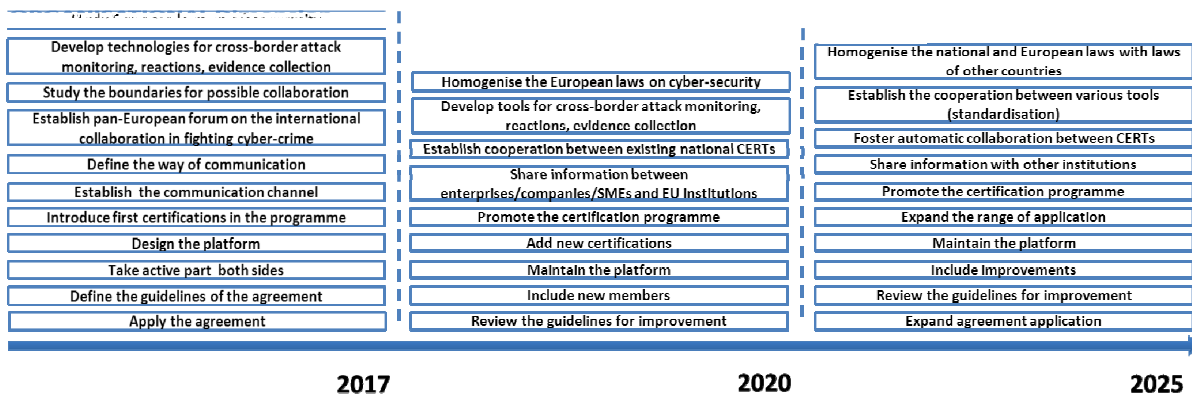 Develop technologies for cross-border attack
monitoring, reactions, evidence collection
Study the boundaries for possible collaboration
Establish pan-European forum on the international
collaboration in fighting cyber-crime
Define the way of communication
Establish the communication channel
Introduce first certifications in the programme
Design the platform
Take active part both sides
Define the guidelines of the agreement
Apply the agreement
Homogenise the European laws on cyber-security
Develop tools for cross-border attack monitoring,
reactions, evidence collection
Establish cooperation between existing national CERTs
Share information between
enterprises/companies/SMEs and EU Institutions
Promote the certification programme
Add new certifications
Maintain the platform
Include new members
Review the guidelines for improvement
Homogenise the national and European laws with laws
of other countries
Establish the cooperation between various tools
(standardisation)
Foster automatic collaboration between CERTs
Share information with other institutions
Promote the certification programme
Expand the range of application
Maintain the platform
Include Improvements
Review the guidelines for improvement
Expand agreement application
2017
2020
2025